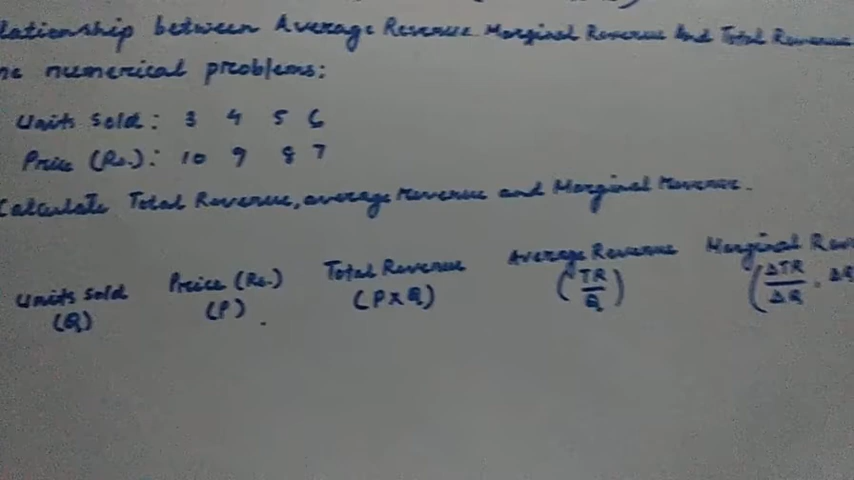 lationship between Average Revenue Marginal Revenue And Total Revenue
numerical problems:
Units Sold: 3 4 5 6
Price (Rs.): 10 9 8 7
Calculate Total Revenue, average revenue and Marginal revenue.
Units sold Price (Rs.) Total Revenue Average Revenue Marginal Rev
(Q) (P) (P×Q) (TR/Q) (ΔTR/ΔQ